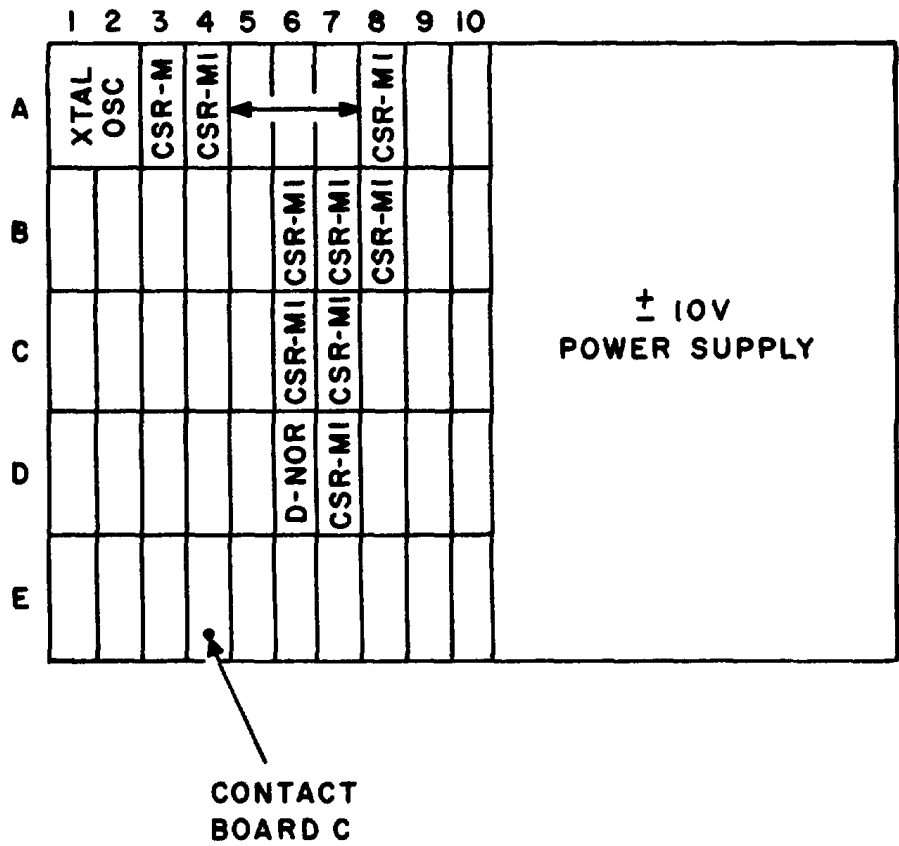 1 2 3 4 5 6 7 8 9 10
A
XTAL
OSC
CSR-M
CSR-MI
CSR-MI
B
CSR-MI
CSR-MI
CSR-MI
C
CSR-MI
CSR-MI
D
D-NOR
CSR-MI
E
± 10V
POWER SUPPLY
CONTACT
BOARD C